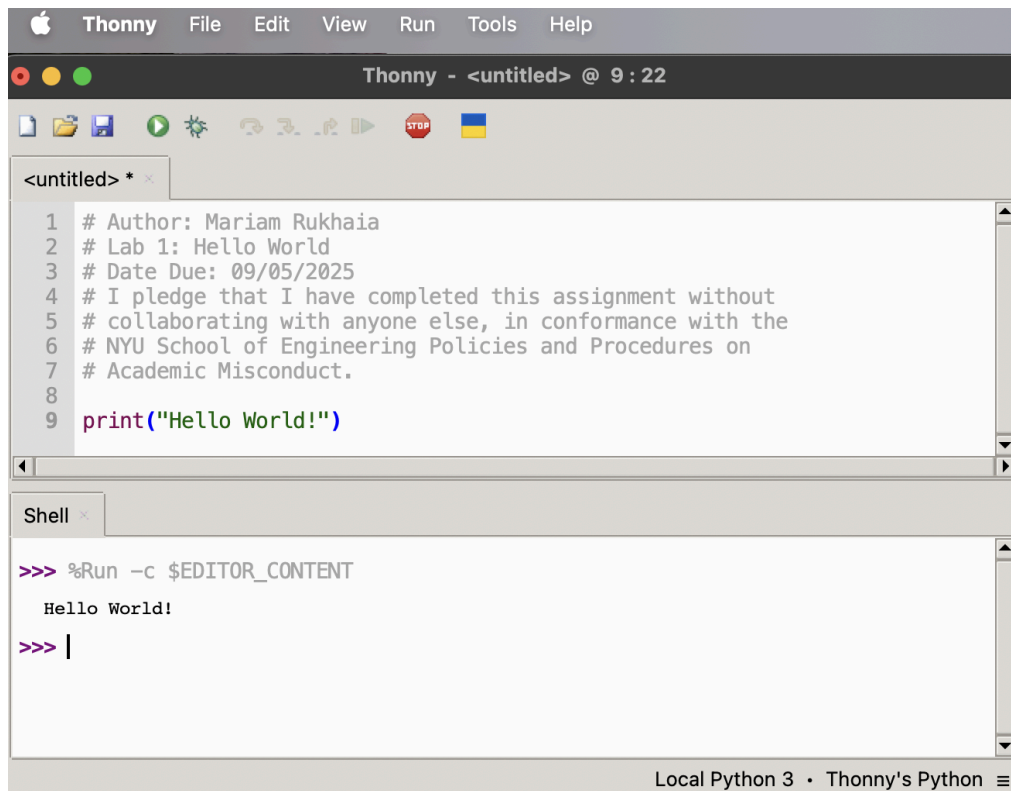 Thonny File Edit View Run Tools Help
Thonny - <untitled> @ 9:22
STOP
<untitled> * ×
1 # Author: Mariam Rukhaia
2 # Lab 1: Hello World
3 # Date Due: 09/05/2025
4 # I pledge that I have completed this assignment without
5 # collaborating with anyone else, in conformance with the
6 # NYU School of Engineering Policies and Procedures on
7 # Academic Misconduct.
8
9 print("Hello World!")
Shell ×
>>> %Run -c $EDITOR_CONTENT
Hello World!
>>>
Local Python 3 • Thonny's Python ≡